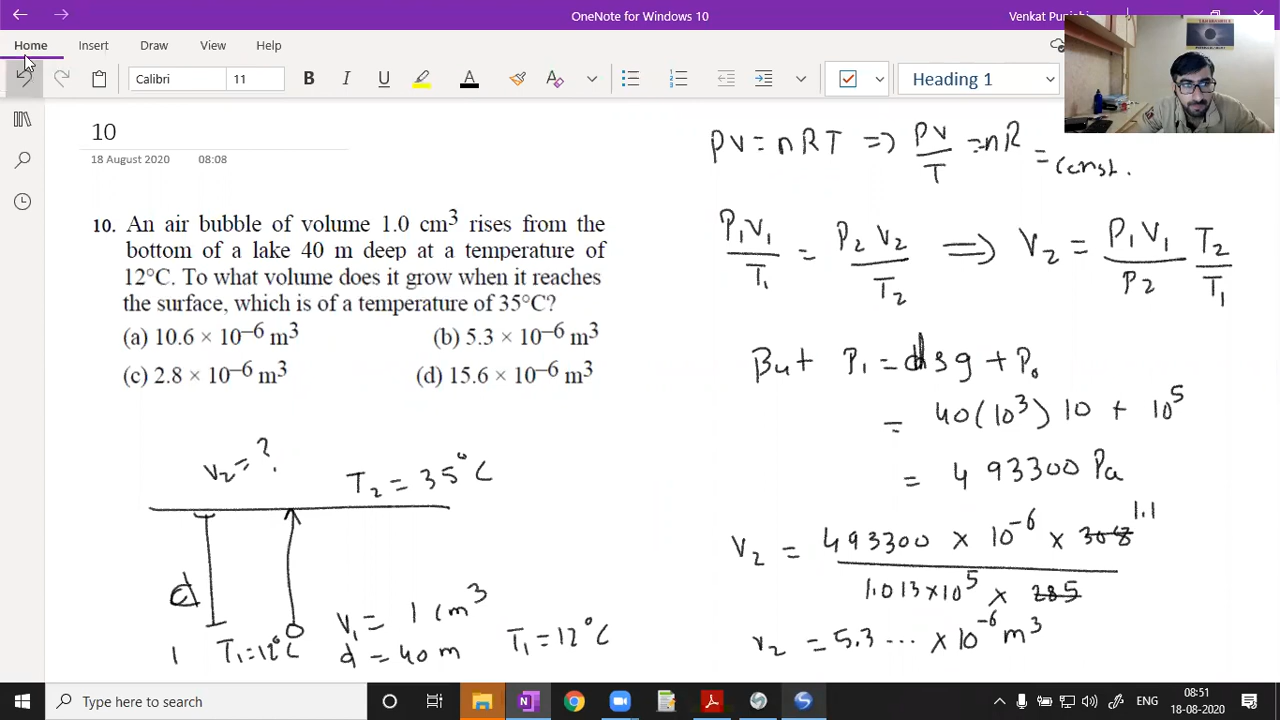 OneNote for Windows 10
Venkat Punjabi
Home Insert Draw View Help
Calibri 11 B I U A Heading 1
10
18 August 2020 08:08
10. An air bubble of volume 1.0 cm³ rises from the
bottom of a lake 40 m deep at a temperature of
12°C. To what volume does it grow when it reaches
the surface, which is of a temperature of 35°C?
(a) 10.6 × 10⁻⁶ m³ (b) 5.3 × 10⁻⁶ m³
(c) 2.8 × 10⁻⁶ m³ (d) 15.6 × 10⁻⁶ m³
V₂ = ? T₂ = 35°C
d
V₁ = 1 cm³
1 T₁=12°C d = 40 m T₁ = 12°C
PV = nRT => PV/T = nR = const.
P₁V₁/T₁ = P₂V₂/T₂ => V₂ = P₁V₁/P₂ T₂/T₁
But P₁ = dsg + P₀
= 40(10³) 10 + 10⁵
= 493300 Pa
V₂ = 493300 × 10⁻⁶ × 308 1.1
1.013×10⁵ × 285
V₂ = 5.3 ... × 10⁻⁶ m³
Type here to search
ENG
08:51
18-08-2020